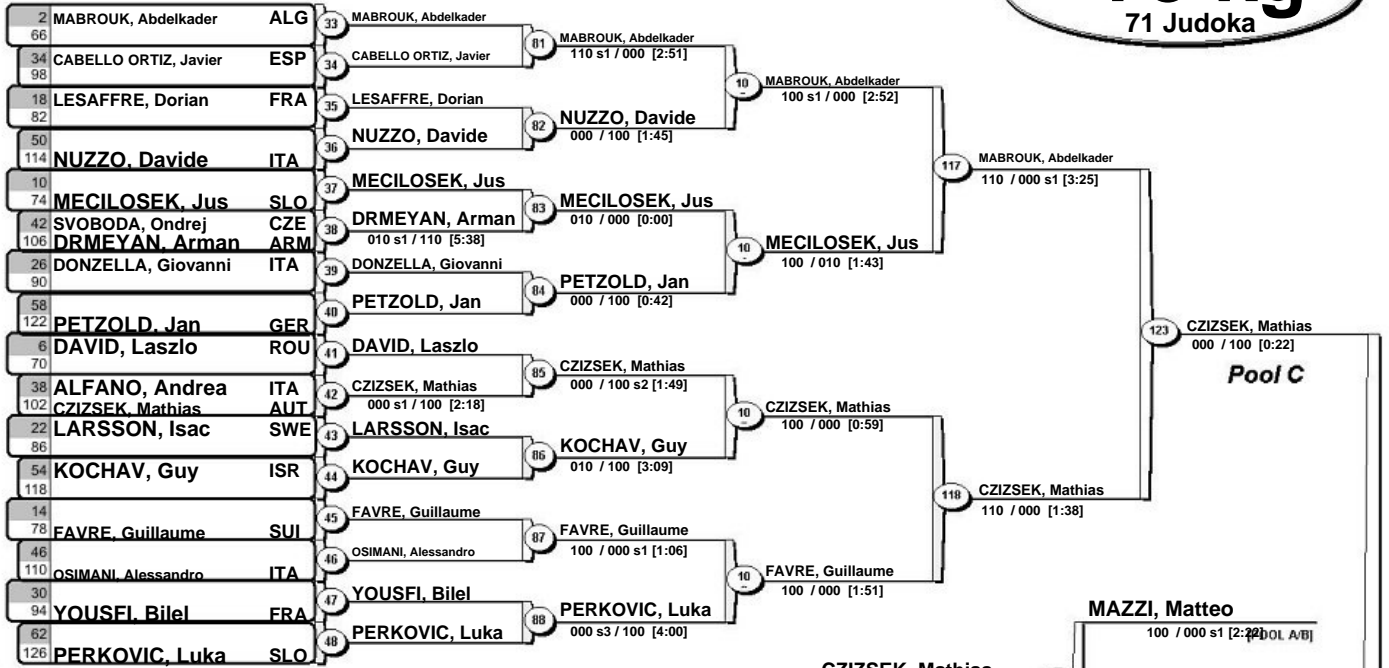 71 Judoka
2 MABROUK, Abdelkader ALG
66
34 CABELLO ORTIZ, Javier ESP
98
18 LESAFFRE, Dorian FRA
82
50
114 NUZZO, Davide ITA
10
74 MECILOSEK, Jus SLO
42 SVOBODA, Ondrej CZE
106 DRMEYAN, Arman ARM
26 DONZELLA, Giovanni ITA
90
58
122 PETZOLD, Jan GER
6 DAVID, Laszlo ROU
70
38 ALFANO, Andrea ITA
102 CZIZSEK, Mathias AUT
22 LARSSON, Isac SWE
86
54 KOCHAV, Guy ISR
118
14
78 FAVRE, Guillaume SUI
46
110 OSIMANI, Alessandro ITA
30
94 YOUSFI, Bilel FRA
62
126 PERKOVIC, Luka SLO
33 MABROUK, Abdelkader
34 CABELLO ORTIZ, Javier
35 LESAFFRE, Dorian
36 NUZZO, Davide
37 MECILOSEK, Jus
38 DRMEYAN, Arman
010 s1 / 110 [5:38]
39 DONZELLA, Giovanni
40 PETZOLD, Jan
41 DAVID, Laszlo
42 CZIZSEK, Mathias
000 s1 / 100 [2:18]
43 LARSSON, Isac
44 KOCHAV, Guy
45 FAVRE, Guillaume
46 OSIMANI, Alessandro
47 YOUSFI, Bilel
48 PERKOVIC, Luka
81 MABROUK, Abdelkader
110 s1 / 000 [2:51]
82 NUZZO, Davide
000 / 100 [1:45]
83 MECILOSEK, Jus
010 / 000 [0:00]
84 PETZOLD, Jan
000 / 100 [0:42]
85 CZIZSEK, Mathias
000 / 100 s2 [1:49]
86 KOCHAV, Guy
010 / 100 [3:09]
87 FAVRE, Guillaume
100 / 000 s1 [1:06]
88 PERKOVIC, Luka
000 s3 / 100 [4:00]
10 MABROUK, Abdelkader
100 s1 / 000 [2:52]
10 MECILOSEK, Jus
100 / 010 [1:43]
10 CZIZSEK, Mathias
100 / 000 [0:59]
10 FAVRE, Guillaume
100 / 000 [1:51]
117 MABROUK, Abdelkader
110 / 000 s1 [3:25]
118 CZIZSEK, Mathias
110 / 000 [1:38]
123 CZIZSEK, Mathias
000 / 100 [0:22]
Pool C
MAZZI, Matteo
100 / 000 s1 [2:22] [POOL A/B]
CZIZSEK, Mathias